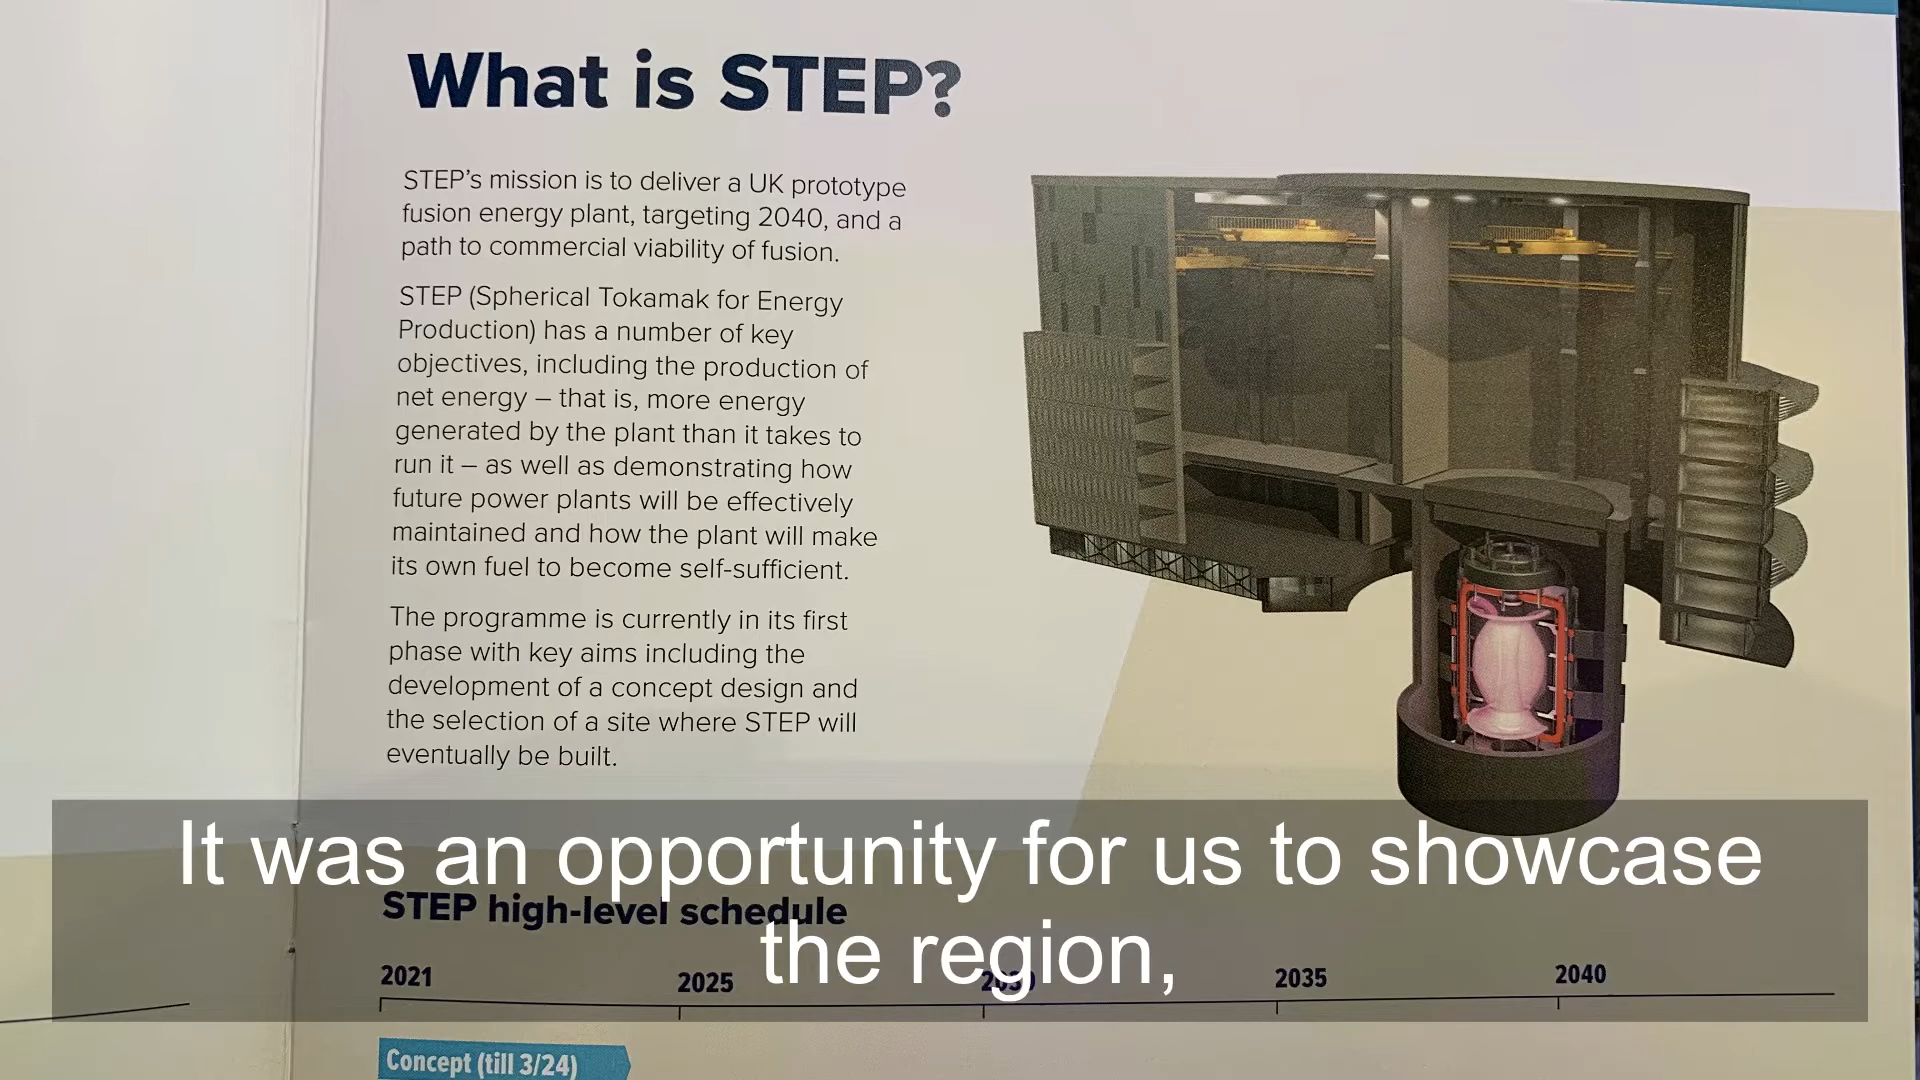 What is STEP?
STEP's mission is to deliver a UK prototype
fusion energy plant, targeting 2040, and a
path to commercial viability of fusion.
STEP (Spherical Tokamak for Energy
Production) has a number of key
objectives, including the production of
net energy – that is, more energy
generated by the plant than it takes to
run it – as well as demonstrating how
future power plants will be effectively
maintained and how the plant will make
its own fuel to become self-sufficient.
The programme is currently in its first
phase with key aims including the
development of a concept design and
the selection of a site where STEP will
eventually be built.
It was an opportunity for us to showcase
the region,
STEP high-level schedule
2021 2025 2030 2035 2040
Concept (till 3/24)